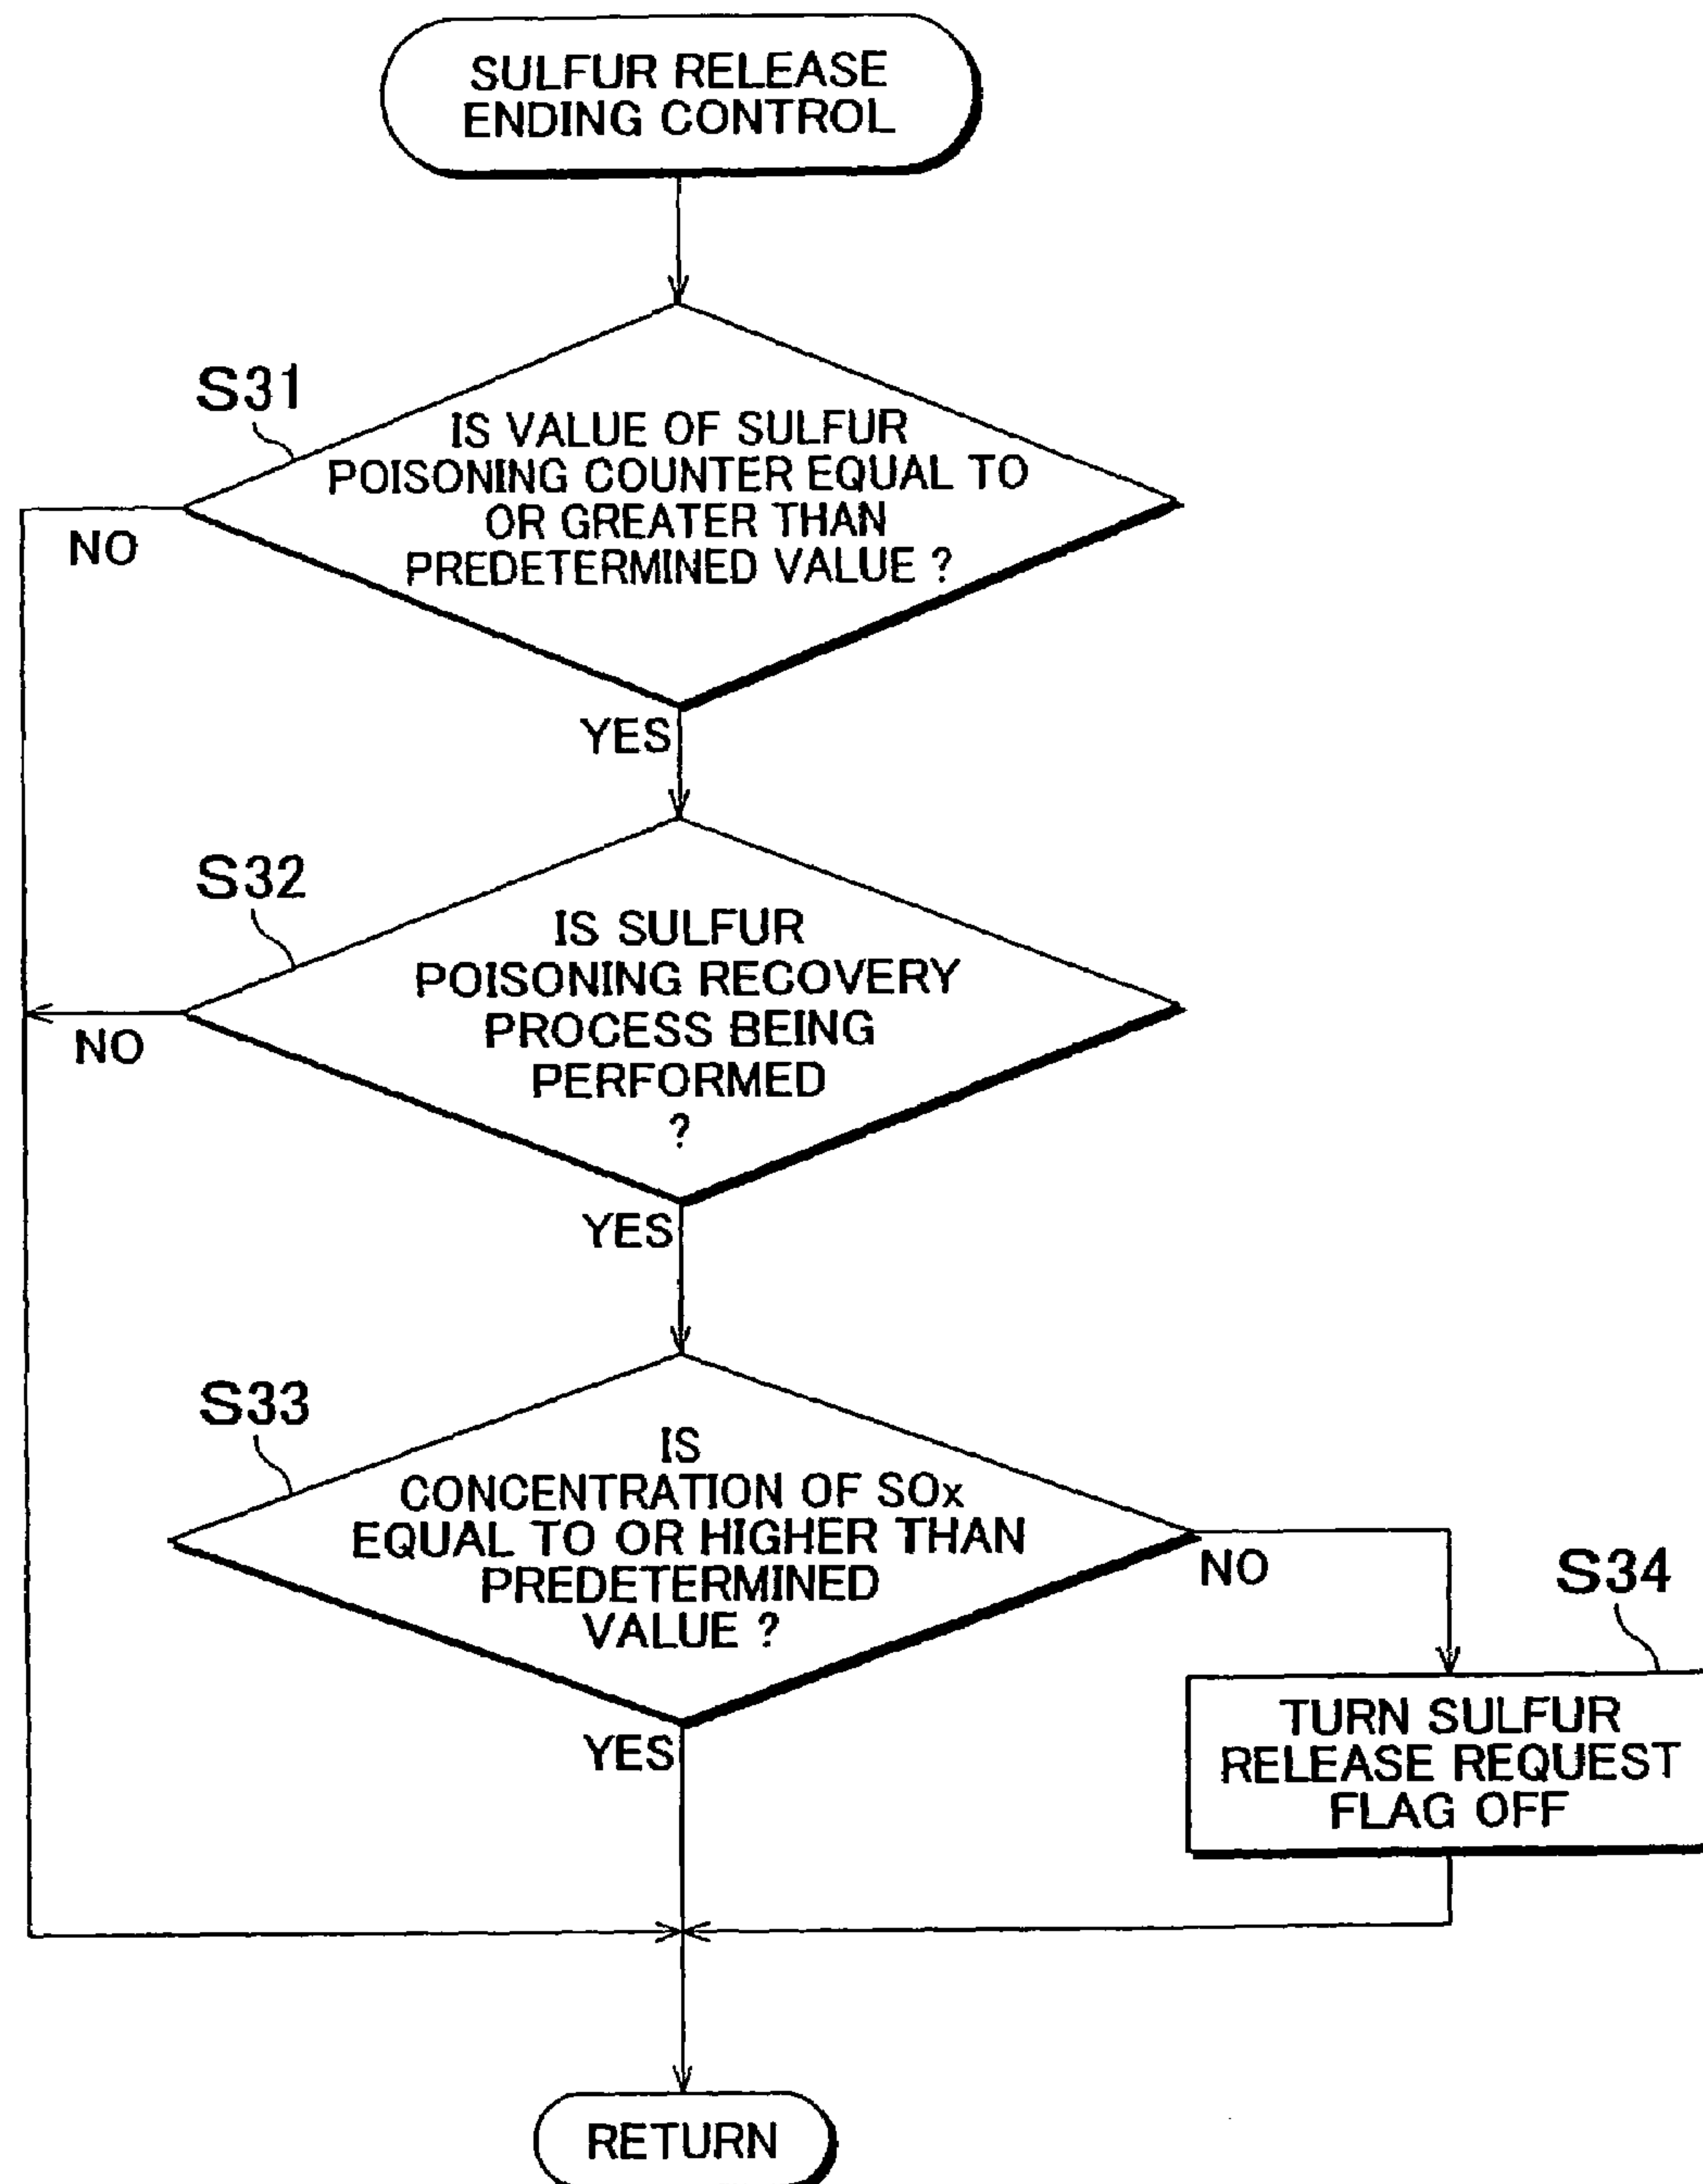 SULFUR RELEASE
ENDING CONTROL
S31
IS VALUE OF SULFUR
POISONING COUNTER EQUAL TO
OR GREATER THAN
PREDETERMINED VALUE ?
NO
YES
S32
IS SULFUR
POISONING RECOVERY
PROCESS BEING
PERFORMED
?
NO
YES
S33
IS
CONCENTRATION OF SOx
EQUAL TO OR HIGHER THAN
PREDETERMINED
VALUE ?
NO
YES
S34
TURN SULFUR
RELEASE REQUEST
FLAG OFF
RETURN